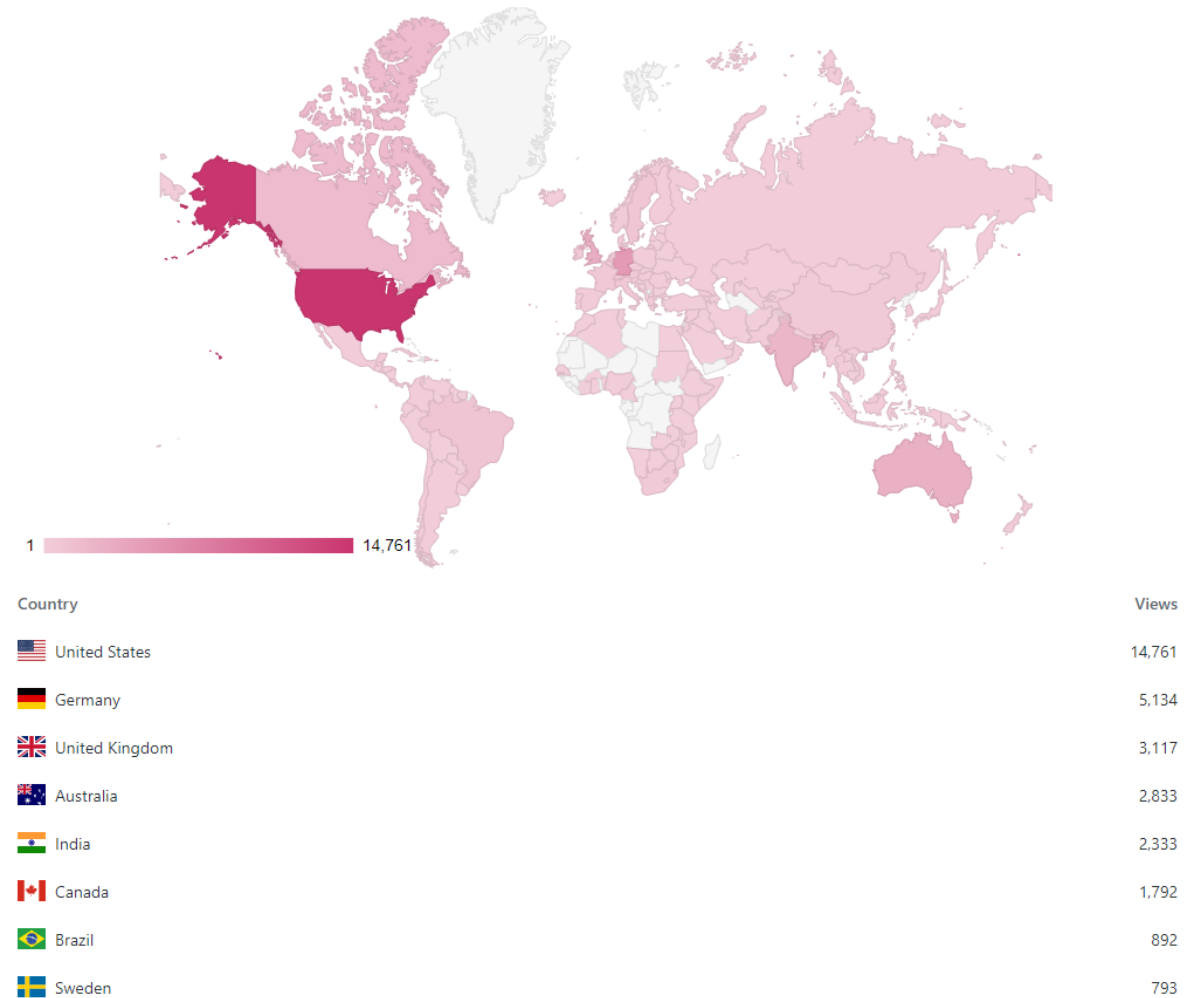 1 14,761
Country Views
United States 14,761
Germany 5,134
United Kingdom 3,117
Australia 2,833
India 2,333
Canada 1,792
Brazil 892
Sweden 793